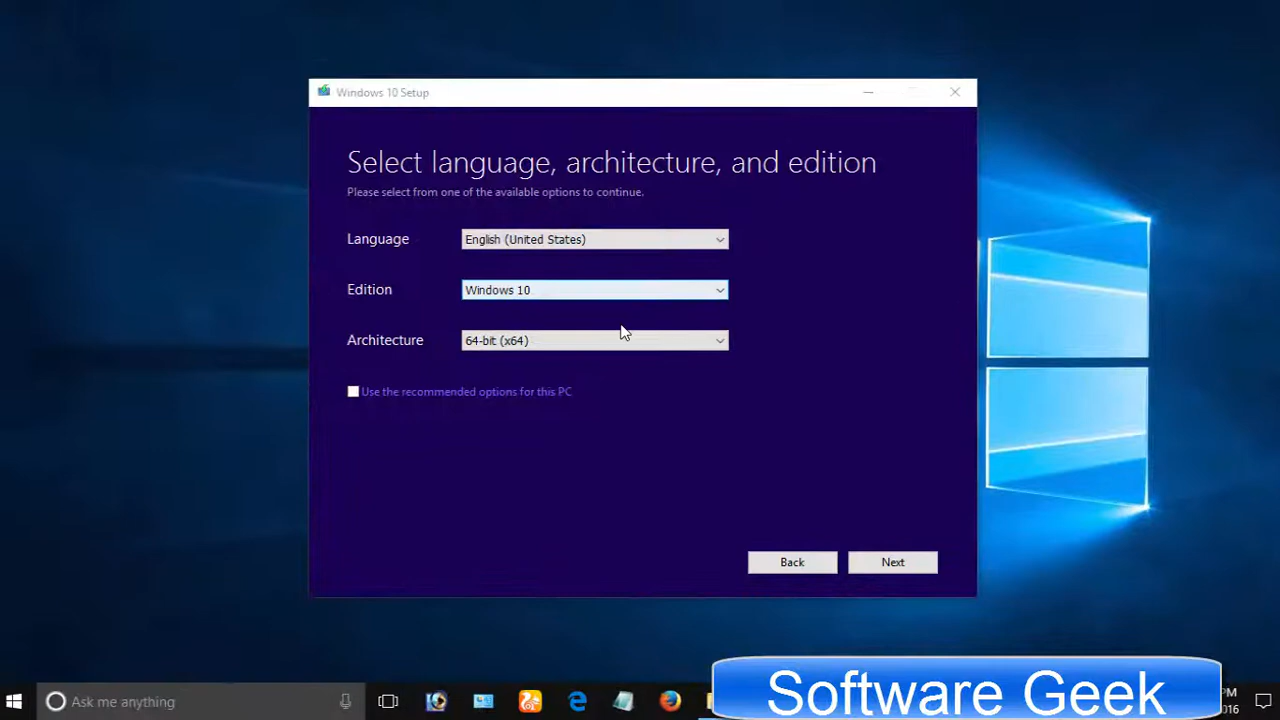 Windows 10 Setup
Select language, architecture, and edition
Please select from one of the available options to continue.
Language English (United States)
Edition Windows 10
Architecture 64-bit (x64)
Use the recommended options for this PC
Back Next
Ask me anything
PM
016
Software Geek